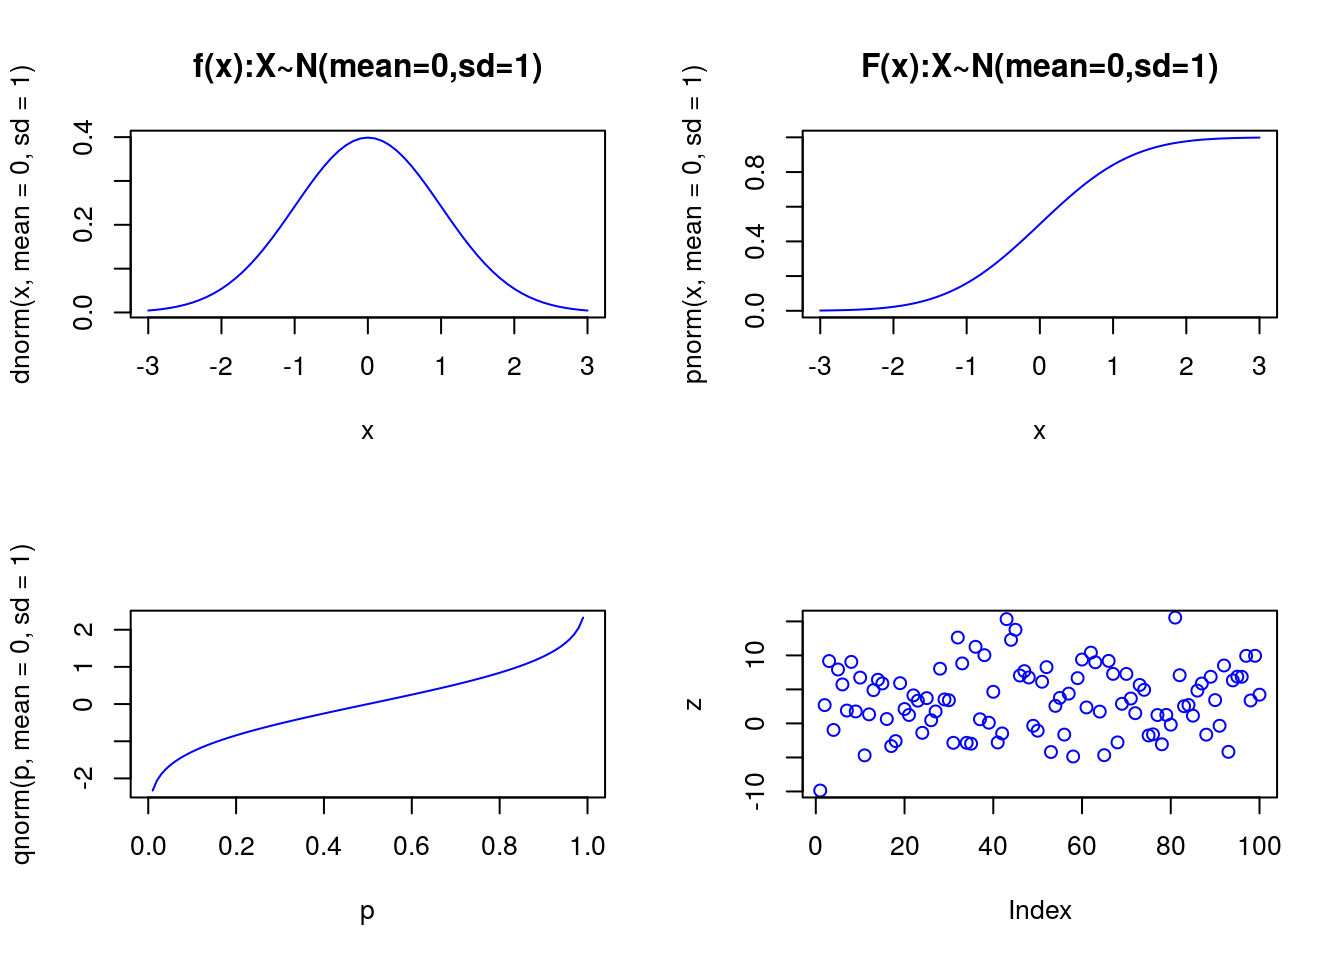 f(x):X~N(mean=0,sd=1)
dnorm(x, mean = 0, sd = 1)
0.4
0.2
0.0
-3 -2 -1 0 1 2 3
x
F(x):X~N(mean=0,sd=1)
pnorm(x, mean = 0, sd = 1)
0.8
0.4
0.0
-3 -2 -1 0 1 2 3
x
qnorm(p, mean = 0, sd = 1)
2
1
0
-2
0.0 0.2 0.4 0.6 0.8 1.0
p
z
10
0
-10
0 20 40 60 80 100
Index